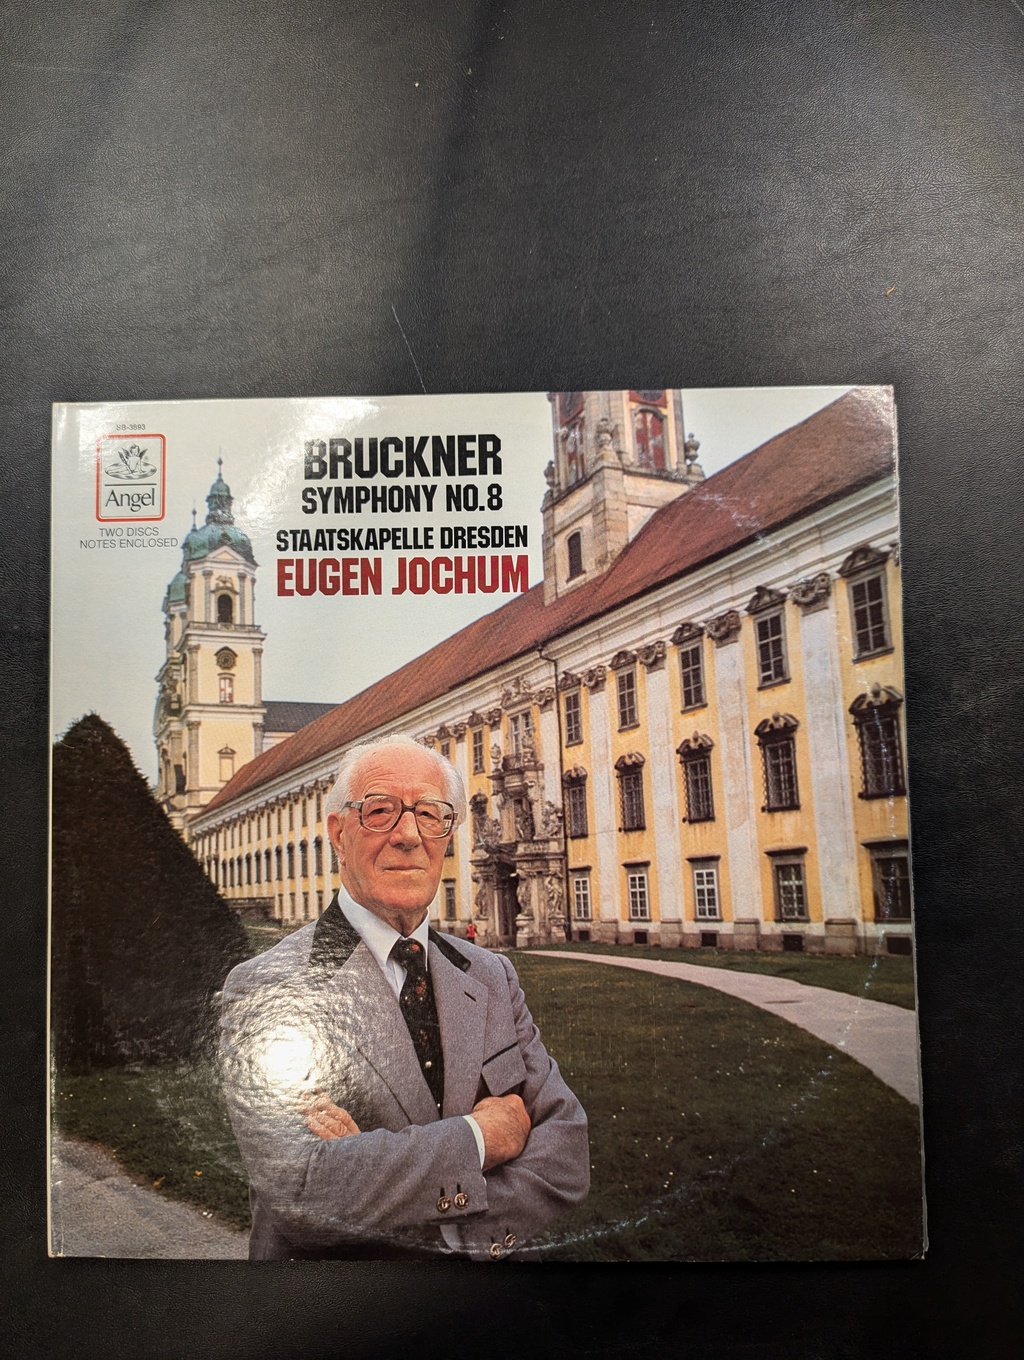 SB-3893
Angel
TWO DISCS
NOTES ENCLOSED
BRUCKNER
SYMPHONY NO.8
STAATSKAPELLE DRESDEN
EUGEN JOCHUM